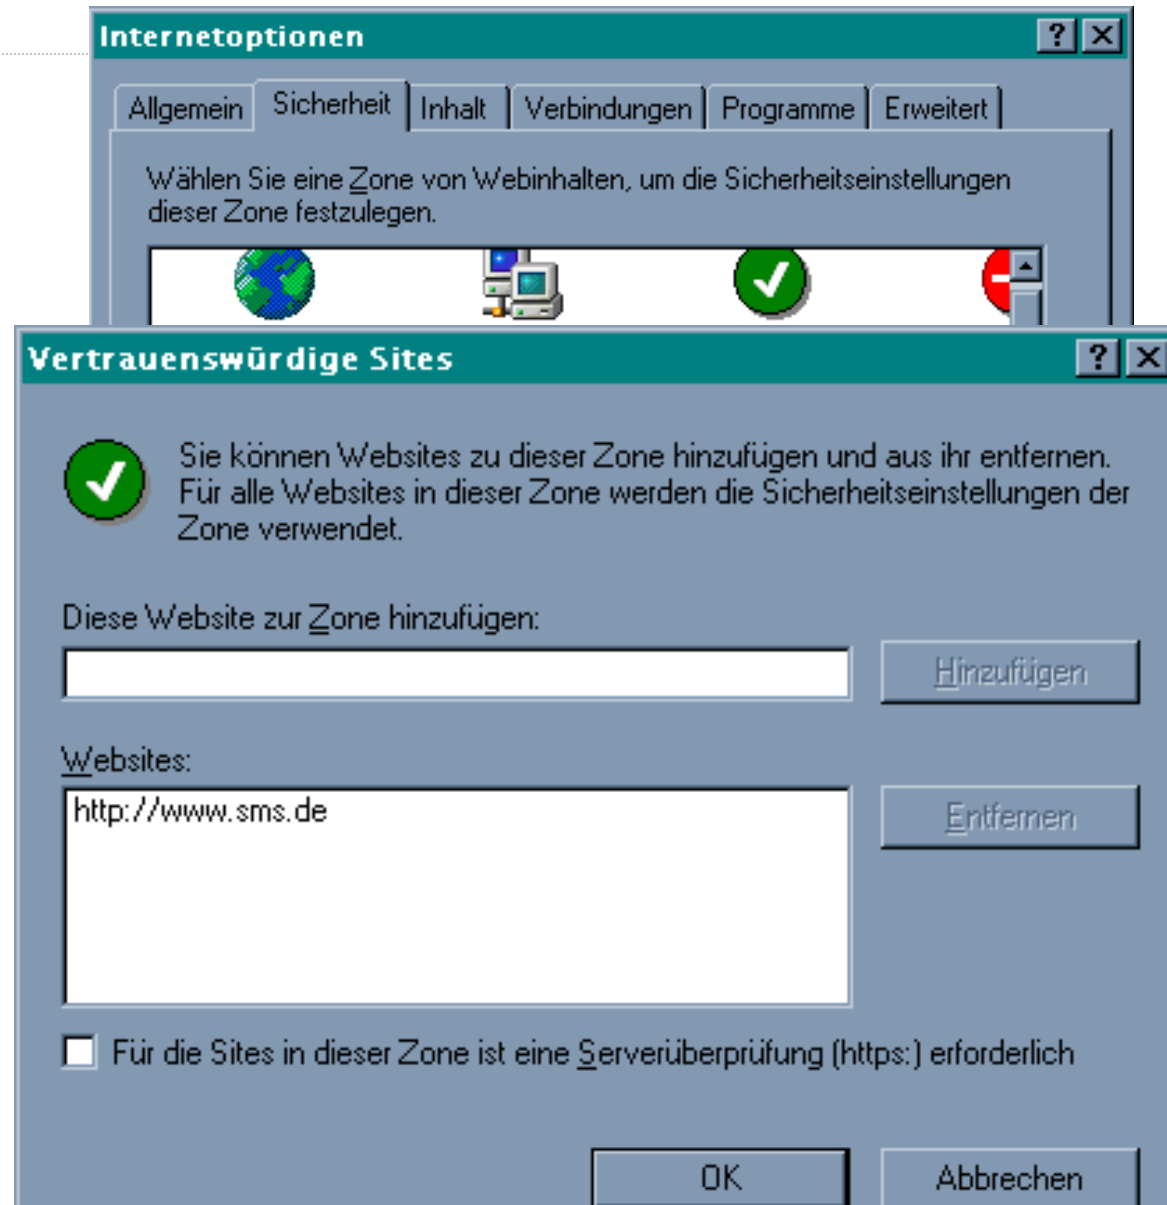 Internetoptionen
Allgemein Sicherheit Inhalt Verbindungen Programme Erweitert
Wählen Sie eine Zone von Webinhalten, um die Sicherheitseinstellungen
dieser Zone festzulegen.
Vertrauenswürdige Sites
Sie können Websites zu dieser Zone hinzufügen und aus ihr entfernen.
Für alle Websites in dieser Zone werden die Sicherheitseinstellungen der
Zone verwendet.
Diese Website zur Zone hinzufügen:
Hinzufügen
Websites:
http://www.sms.de
Entfernen
Für die Sites in dieser Zone ist eine Serverüberprüfung (https:) erforderlich
OK Abbrechen